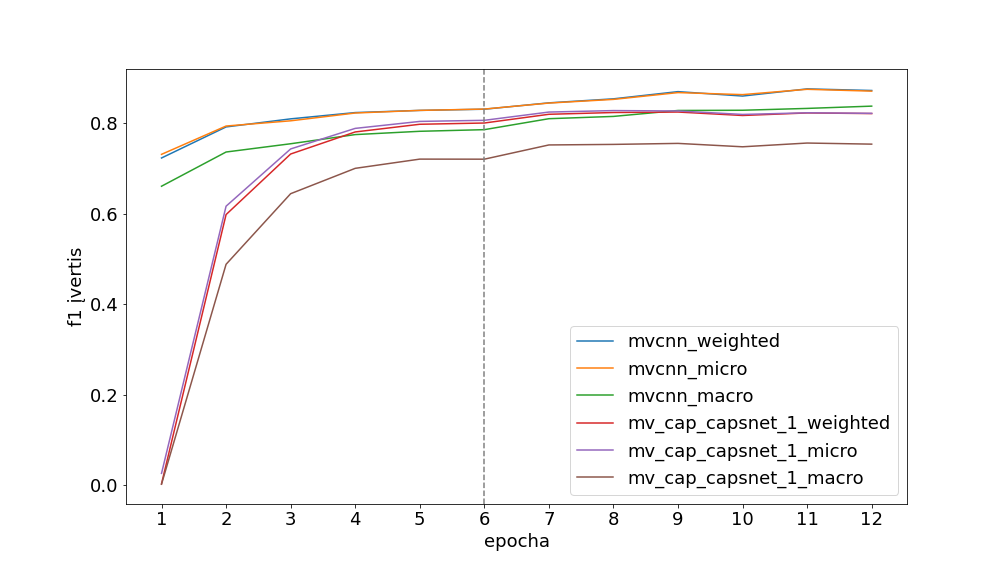 0.8
0.6
0.4
0.2
0.0
f1 įvertis
1 2 3 4 5 6 7 8 9 10 11 12
epocha
mvcnn_weighted
mvcnn_micro
mvcnn_macro
mv_cap_capsnet_1_weighted
mv_cap_capsnet_1_micro
mv_cap_capsnet_1_macro